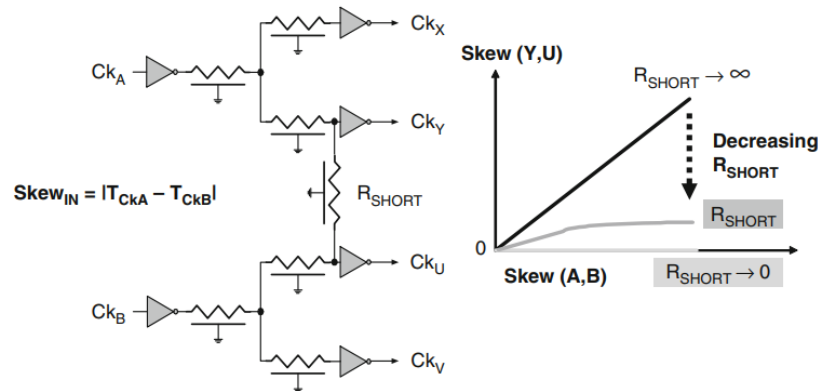 Ck_X
Ck_A
Ck_Y
Skew_IN = |T_CkA − T_CkB|
R_SHORT
Ck_U
Ck_B
Ck_V
Skew (Y,U)
R_SHORT → ∞
Decreasing
R_SHORT
R_SHORT
0
Skew (A,B)
R_SHORT → 0